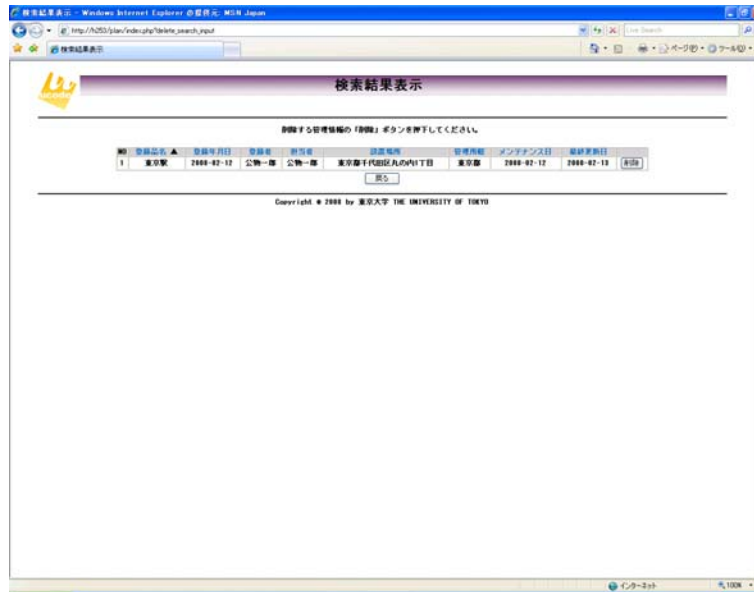 検索結果表示 - Windows Internet Explorer の提供元: MSN Japan
http://h253/plan/index.php?delete_search_input
Live Search
検索結果表示
ページ(P)
ツール(O)
ucode
検索結果表示
削除する管理情報の「削除」ボタンを押下してください。
NO 登録品名 ▲ 登録年月日 登録者 担当者 設置場所 管理所轄 メンテナンス日 最終更新日
1 東京駅 2008-02-12 公物一郎 公物一郎 東京都千代田区丸の内1丁目 東京都 2008-02-12 2008-02-13 削除
戻る
Copyright © 2008 by 東京大学 THE UNIVERSITY OF TOKYO
インターネット
100%